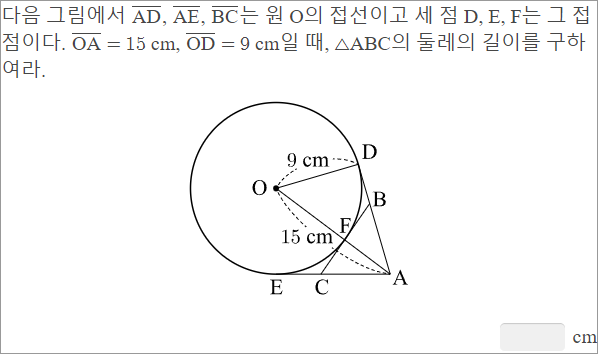 다음 그림에서 AD, AE, BC는 원 O의 접선이고 세 점 D, E, F는 그 접
점이다. OA = 15 cm, OD = 9 cm일 때, △ABC의 둘레의 길이를 구하
여라.
D
9 cm
O
B
F
15 cm
A
E
C
cm